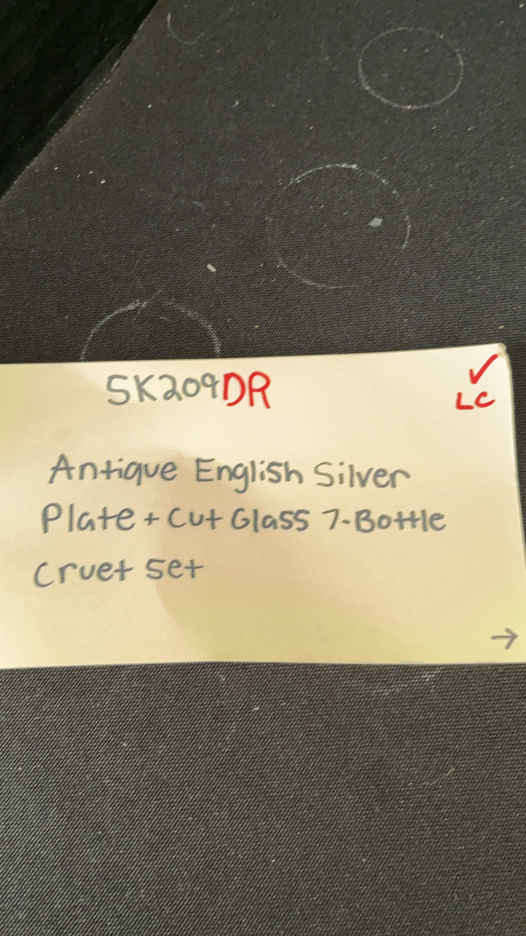 SK209DR ✓
LC
Antique English Silver
Plate + Cut Glass 7-Bottle
Cruet Set
→